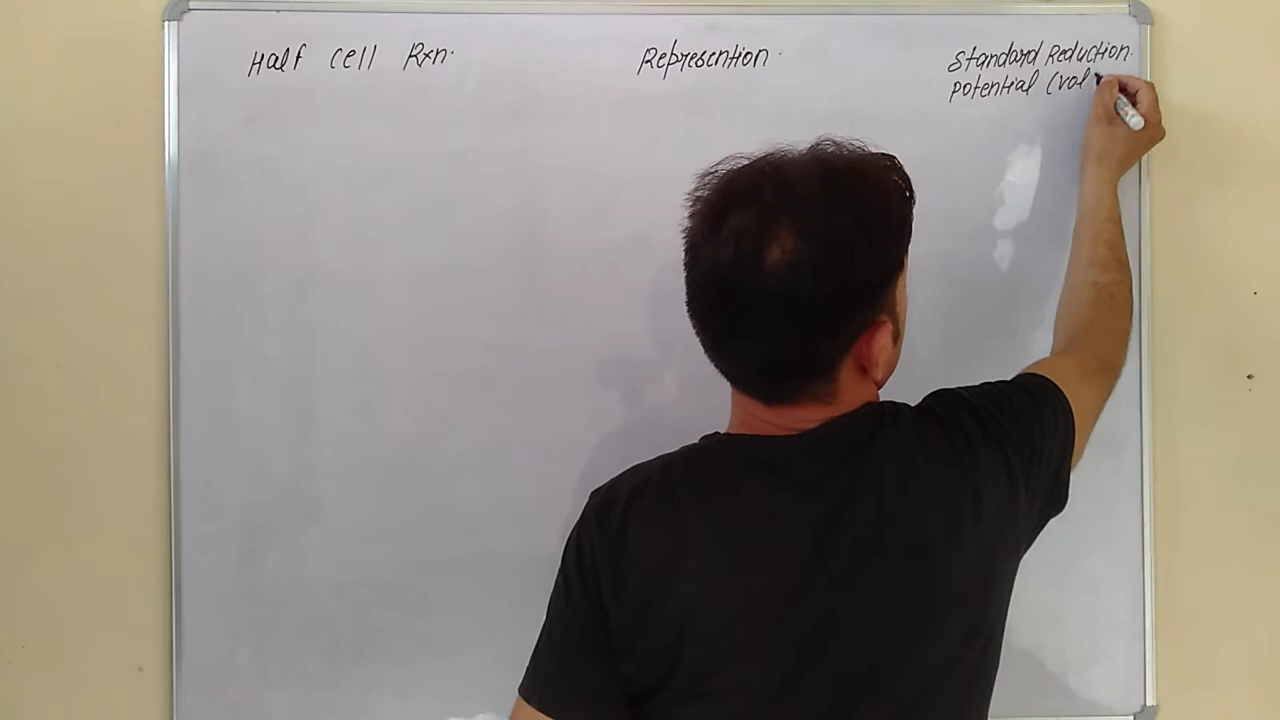 Half cell Rxn.
Represention.
Standard Reduction.
potential (vol